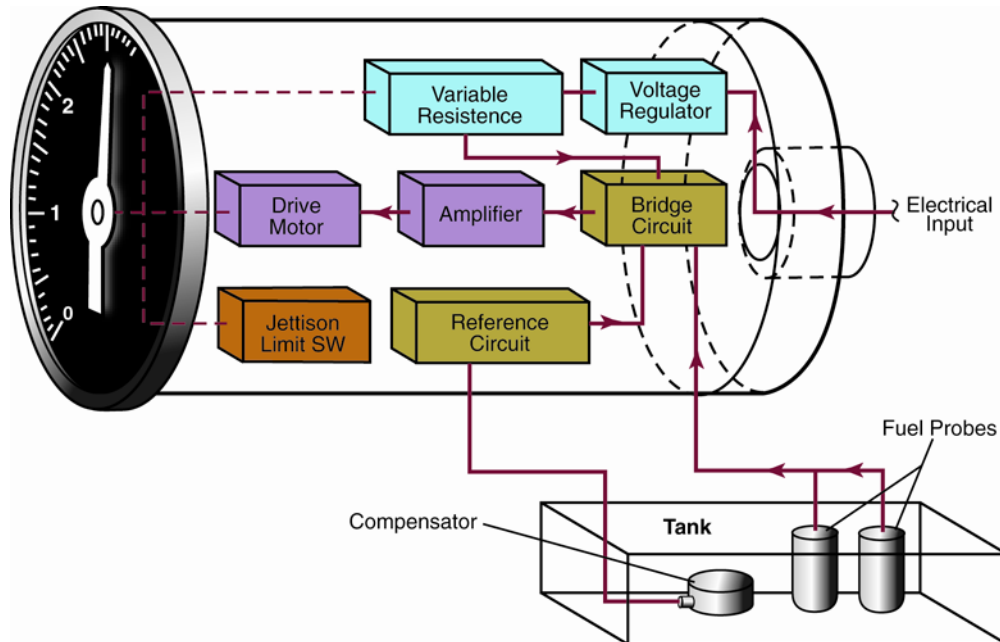 2
1
0
Variable
Resistence
Voltage
Regulator
Drive
Motor
Amplifier
Bridge
Circuit
Electrical
Input
Jettison
Limit SW
Reference
Circuit
Fuel Probes
Compensator
Tank